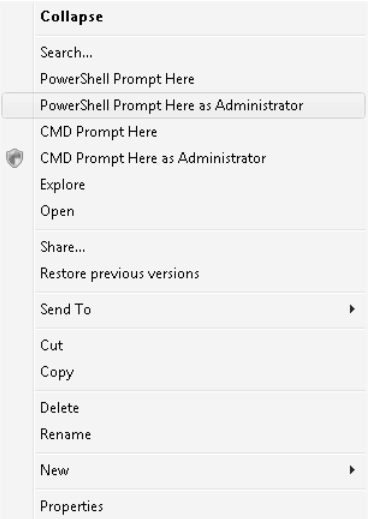 Collapse
Search...
PowerShell Prompt Here
PowerShell Prompt Here as Administrator
CMD Prompt Here
CMD Prompt Here as Administrator
Explore
Open
Share...
Restore previous versions
Send To
Cut
Copy
Delete
Rename
New
Properties